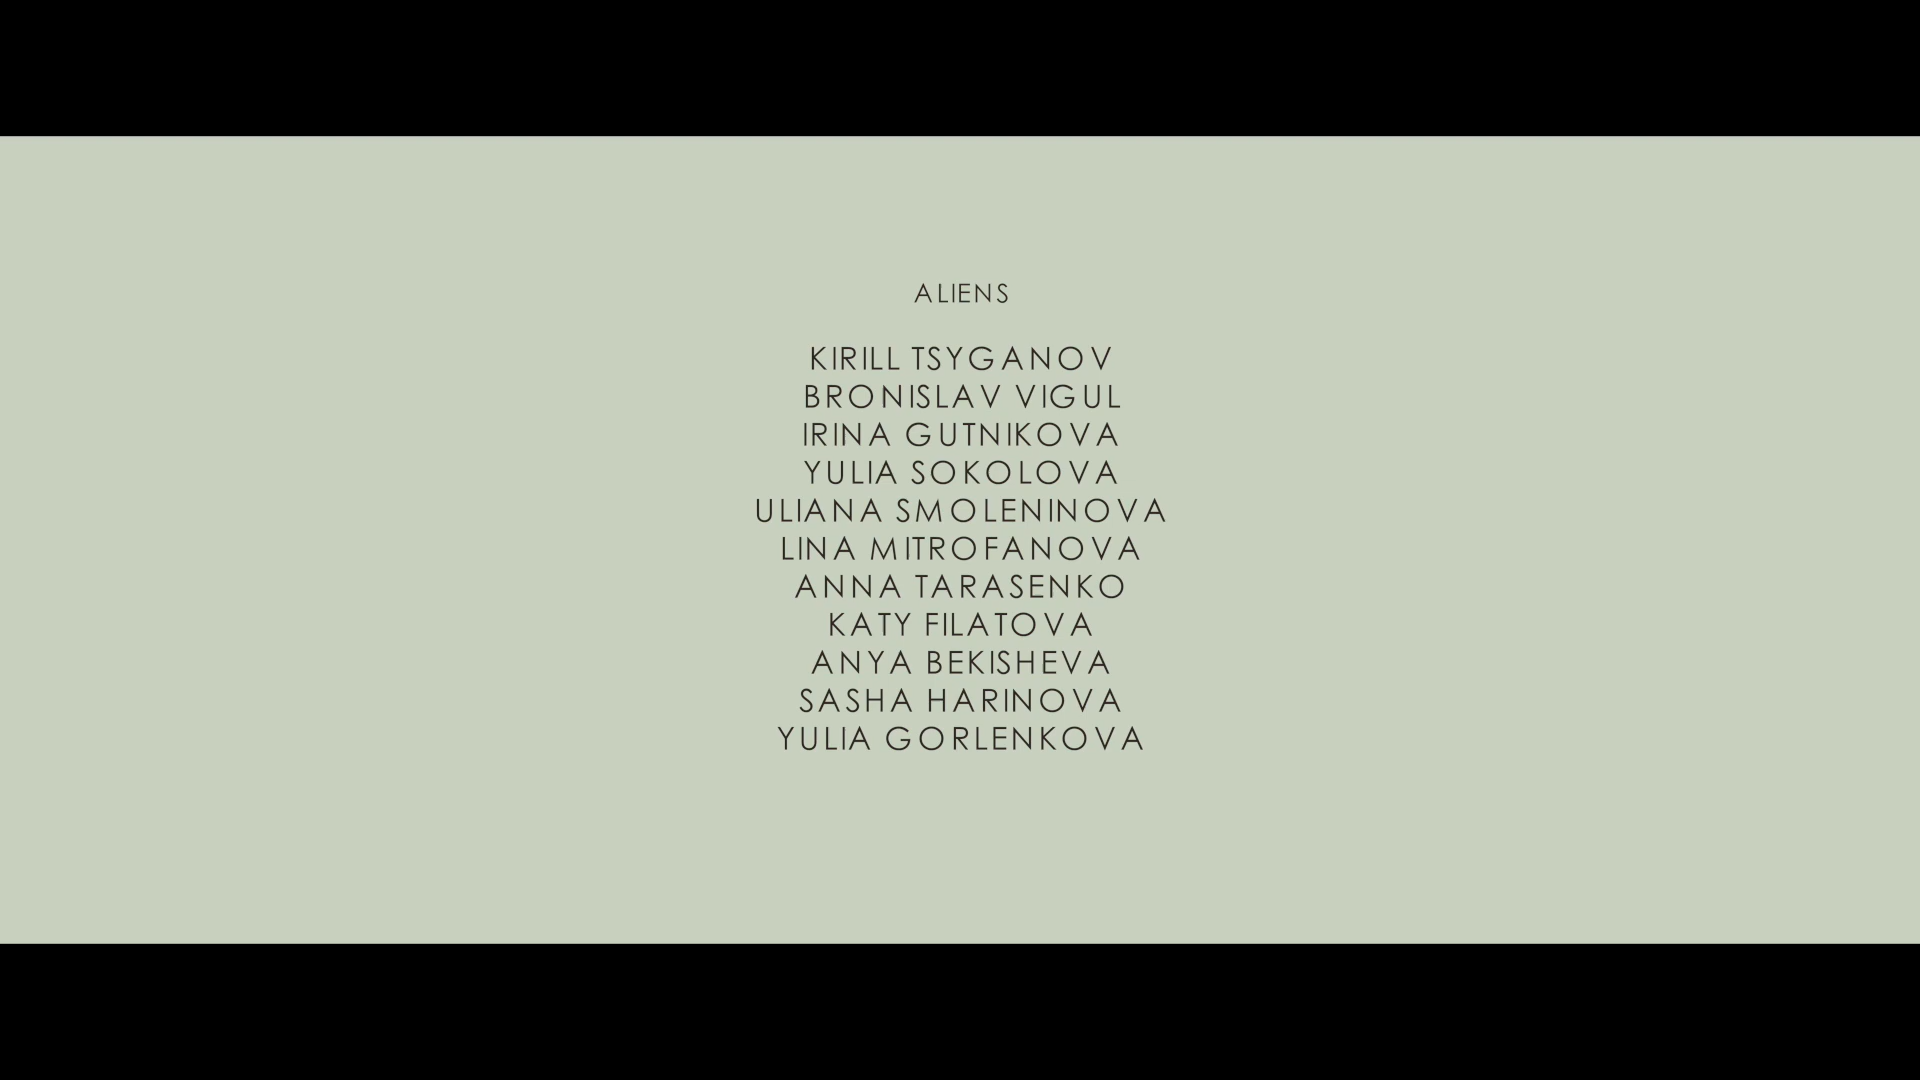 ALIENS
KIRILL TSYGANOV
BRONISLAV VIGUL
IRINA GUTNIKOVA
YULIA SOKOLOVA
ULIANA SMOLENINOVA
LINA MITROFANOVA
ANNA TARASENKO
KATY FILATOVA
ANYA BEKISHEVA
SASHA HARINOVA
YULIA GORLENKOVA